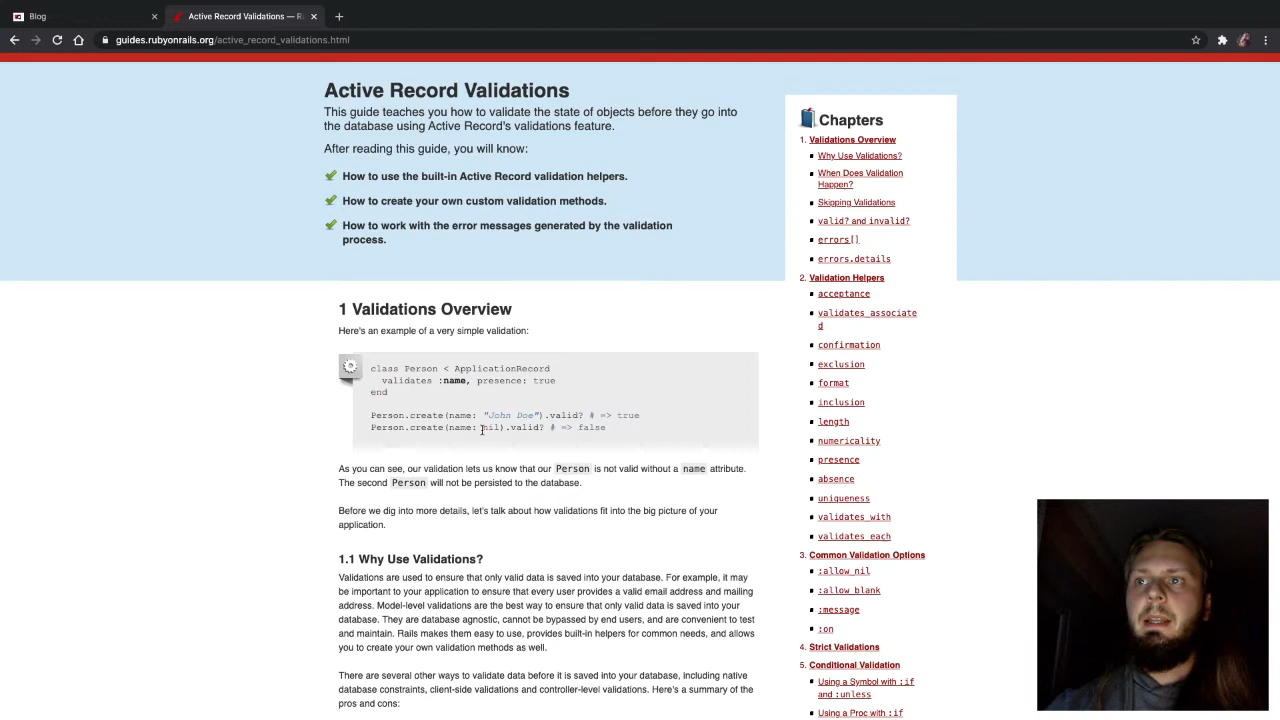 Blog
Active Record Validations — R
guides.rubyonrails.org/active_record_validations.html
Active Record Validations
This guide teaches you how to validate the state of objects before they go into
the database using Active Record's validations feature.
After reading this guide, you will know:
How to use the built-in Active Record validation helpers.
How to create your own custom validation methods.
How to work with the error messages generated by the validation
process.
1 Validations Overview
Here's an example of a very simple validation:
class Person < ApplicationRecord
validates :name, presence: true
end
Person.create(name: "John Doe").valid? # => true
Person.create(name: nil).valid? # => false
As you can see, our validation lets us know that our Person is not valid without a name attribute.
The second Person will not be persisted to the database.
Before we dig into more details, let's talk about how validations fit into the big picture of your
application.
1.1 Why Use Validations?
Validations are used to ensure that only valid data is saved into your database. For example, it may
be important to your application to ensure that every user provides a valid email address and mailing
address. Model-level validations are the best way to ensure that only valid data is saved into your
database. They are database agnostic, cannot be bypassed by end users, and are convenient to test
and maintain. Rails makes them easy to use, provides built-in helpers for common needs, and allows
you to create your own validation methods as well.
There are several other ways to validate data before it is saved into your database, including native
database constraints, client-side validations and controller-level validations. Here's a summary of the
pros and cons:
Chapters
1. Validations Overview
Why Use Validations?
When Does Validation
Happen?
Skipping Validations
valid? and invalid?
errors[]
errors.details
2. Validation Helpers
acceptance
validates_associate
d
confirmation
exclusion
format
inclusion
length
numericality
presence
absence
uniqueness
validates_with
validates_each
3. Common Validation Options
:allow_nil
:allow_blank
:message
:on
4. Strict Validations
5. Conditional Validation
Using a Symbol with :if
and :unless
Using a Proc with :if